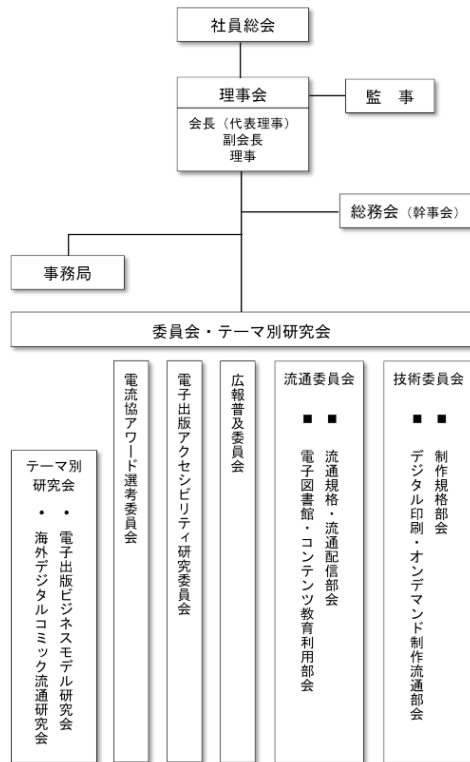 社員総会
理事会
監　事
会長（代表理事）
副会長
理事
総務会（幹事会）
事務局
委員会・テーマ別研究会
技術委員会
■　制作規格部会
■　デジタル印刷・オンデマンド制作流通部会
流通委員会
■　流通規格・流通配信部会
■　電子図書館・コンテンツ教育利用部会
広報普及委員会
電子出版アクセシビリティ研究委員会
電流協アワード選考委員会
テーマ別
研究会
・　電子出版ビジネスモデル研究会
・　海外デジタルコミック流通研究会